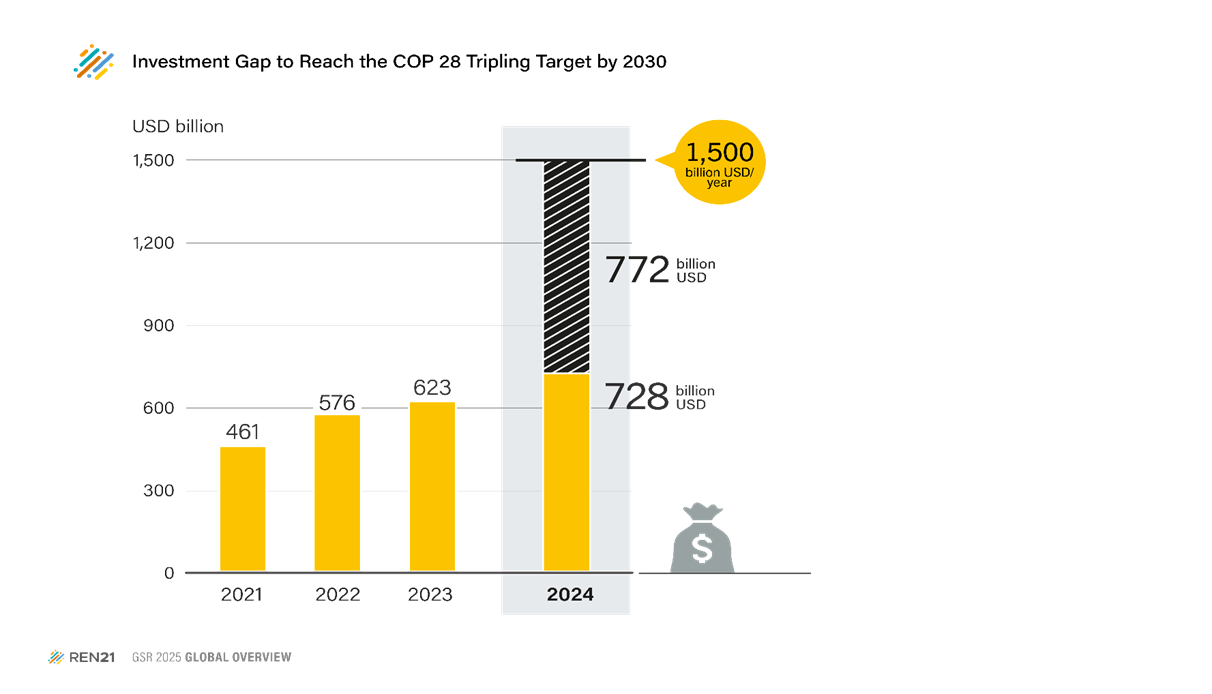 Investment Gap to Reach the COP 28 Tripling Target by 2030
USD billion
1,500
1,200
900
600
300
0
461
576
623
1,500
billion USD/
year
772 billion
USD
728 billion
USD
$
2021
2022
2023
2024
REN21 GSR 2025 GLOBAL OVERVIEW